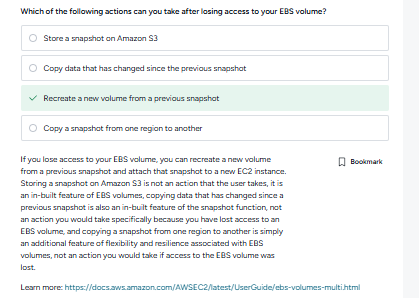 Which of the following actions can you take after losing access to your EBS volume?
Store a snapshot on Amazon S3
Copy data that has changed since the previous snapshot
Recreate a new volume from a previous snapshot
Copy a snapshot from one region to another
If you lose access to your EBS volume, you can recreate a new volume
from a previous snapshot and attach that snapshot to a new EC2 instance.
Storing a snapshot on Amazon S3 is not an action that the user takes, it is
an in-built feature of EBS volumes, copying data that has changed since a
previous snapshot is also an in-built feature of the snapshot function, not
an action you would take specifically because you have lost access to an
EBS volume, and copying a snapshot from one region to another is simply
an additional feature of flexibility and resilience associated with EBS
volumes, not an action you would take if access to the EBS volume was
lost.
Bookmark
Learn more: https://docs.aws.amazon.com/AWSEC2/latest/UserGuide/ebs-volumes-multi.html